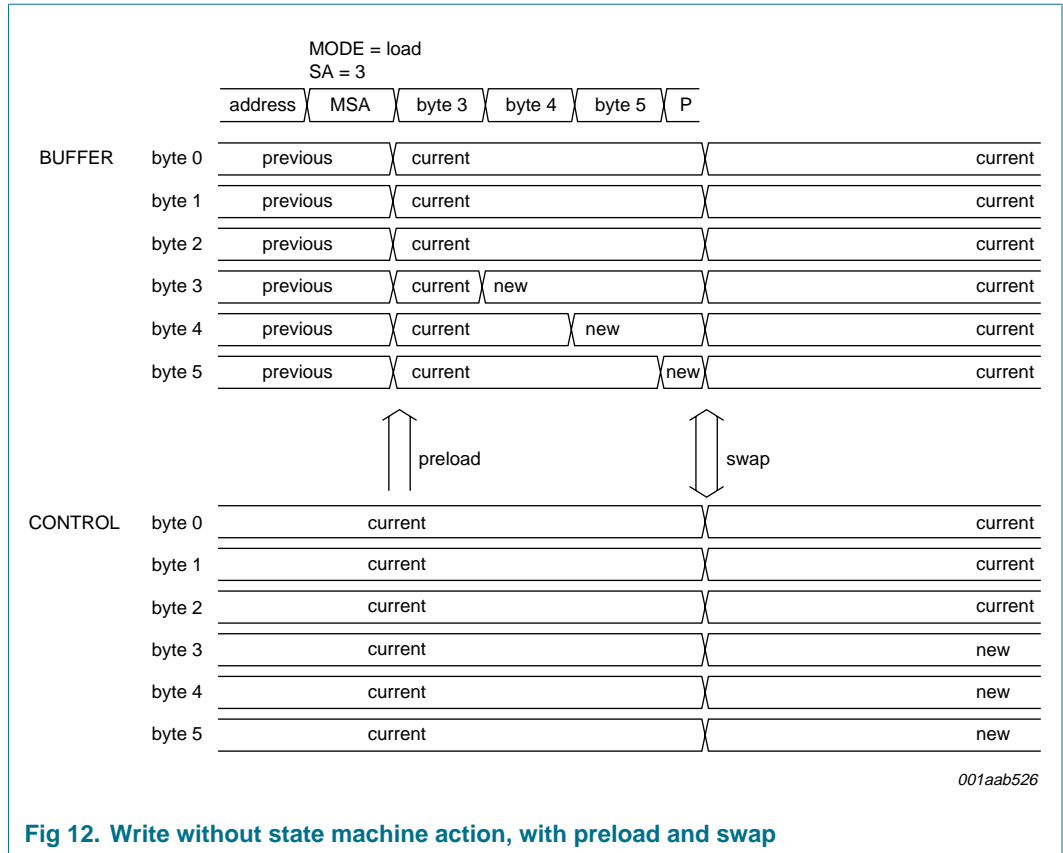 MODE = load
SA = 3
address MSA byte 3 byte 4 byte 5 P
BUFFER byte 0 previous current current
byte 1 previous current current
byte 2 previous current current
byte 3 previous current new current
byte 4 previous current new current
byte 5 previous current new current
preload swap
CONTROL byte 0 current current
byte 1 current current
byte 2 current current
byte 3 current new
byte 4 current new
byte 5 current new
001aab526
Fig 12. Write without state machine action, with preload and swap